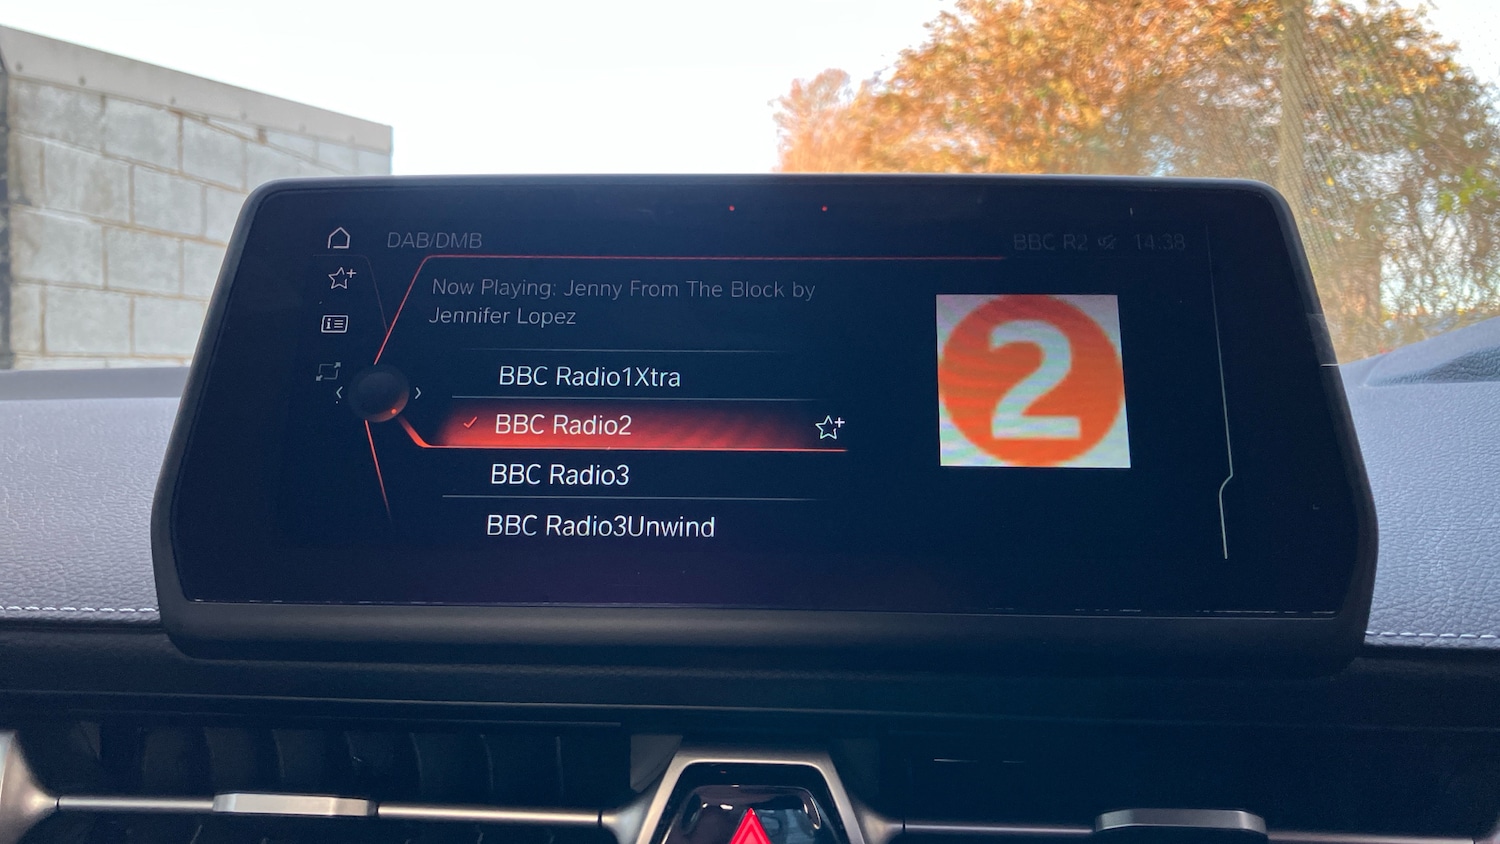 DAB/DMB
BBC R2 14:38
Now Playing: Jenny From The Block by
Jennifer Lopez
BBC Radio1Xtra
BBC Radio2
BBC Radio3
BBC Radio3Unwind
2